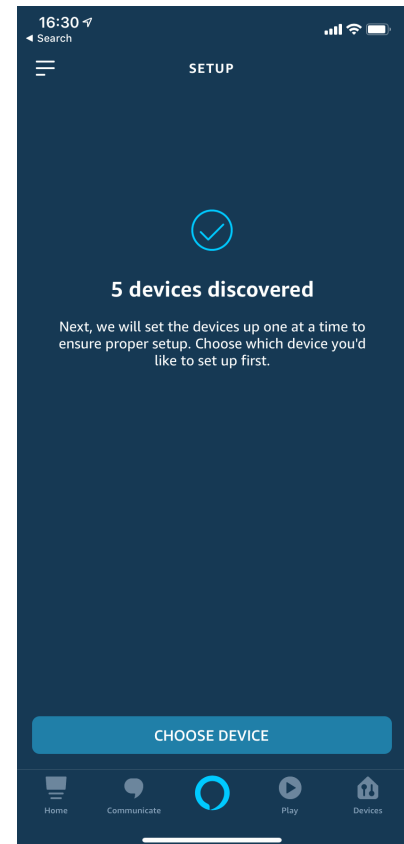 16:30
Search
SETUP
5 devices discovered
Next, we will set the devices up one at a time to
ensure proper setup. Choose which device you'd
like to set up first.
CHOOSE DEVICE
Home
Communicate
Play
Devices